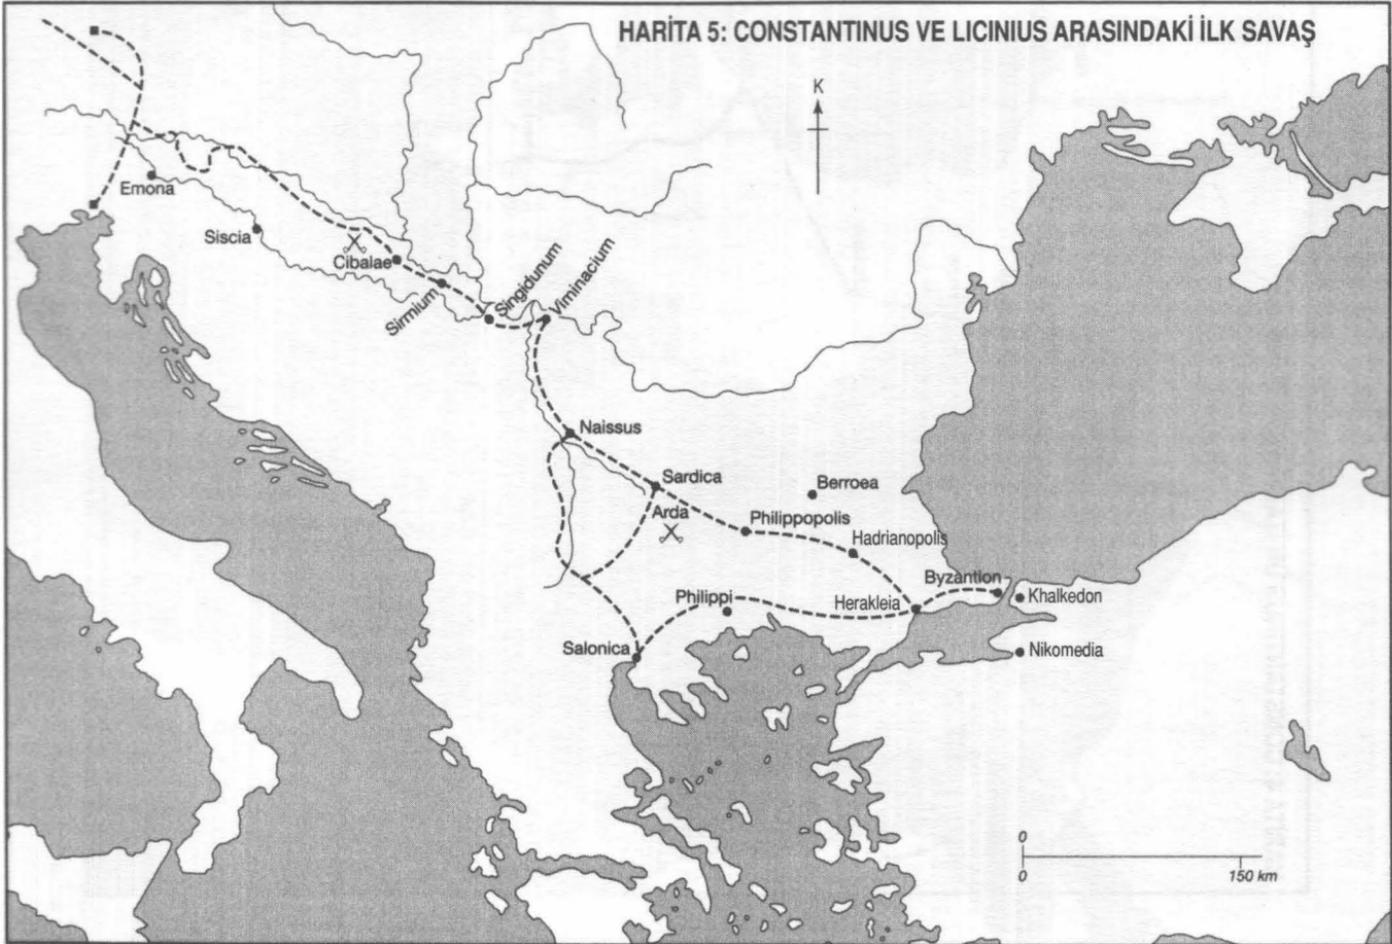 HARİTA 5: CONSTANTINUS VE LICINIUS ARASINDAKİ İLK SAVAŞ
K
Emona
Siscia
Cibalae
Sirmium
Singidunum
Viminacium
Naissus
Sardica
Arda
Berroea
Philippopolis
Hadrianopolis
Byzantion
Khalkedon
Philippi
Herakleia
Salonica
Nikomedia
0
0 150 km